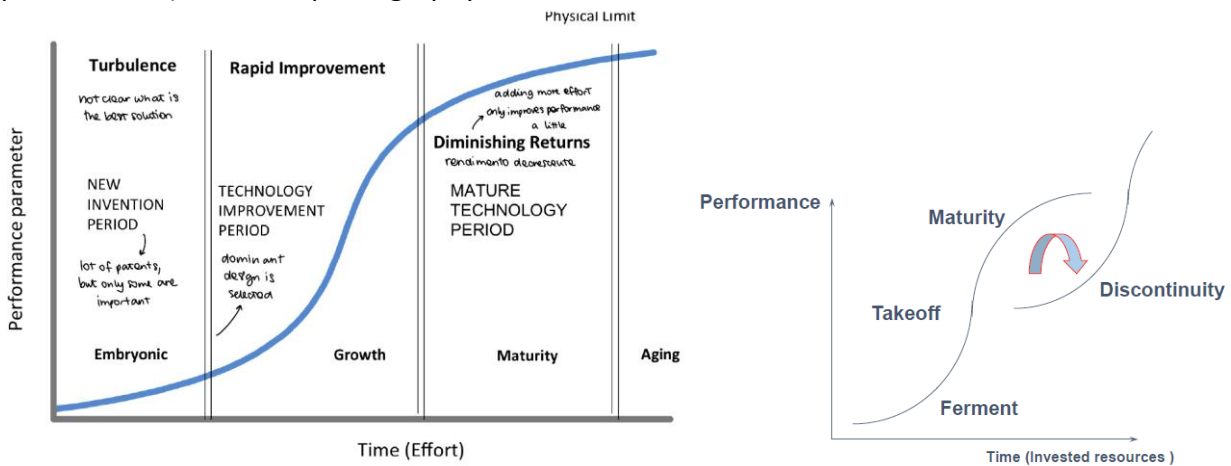 Physical Limit
Turbulence
not clear what is
the best solution
NEW
INVENTION
PERIOD
lot of patents,
but only some are
important
Embryonic
Rapid Improvement
TECHNOLOGY
IMPROVEMENT
PERIOD
dominant
design is
selected
Growth
adding more effort
only improves performance
a little
Diminishing Returns
rendimento decrescente
MATURE
TECHNOLOGY
PERIOD
Maturity
Aging
Performance parameter
Time (Effort)
Performance
Maturity
Takeoff
Discontinuity
Ferment
Time (Invested resources )